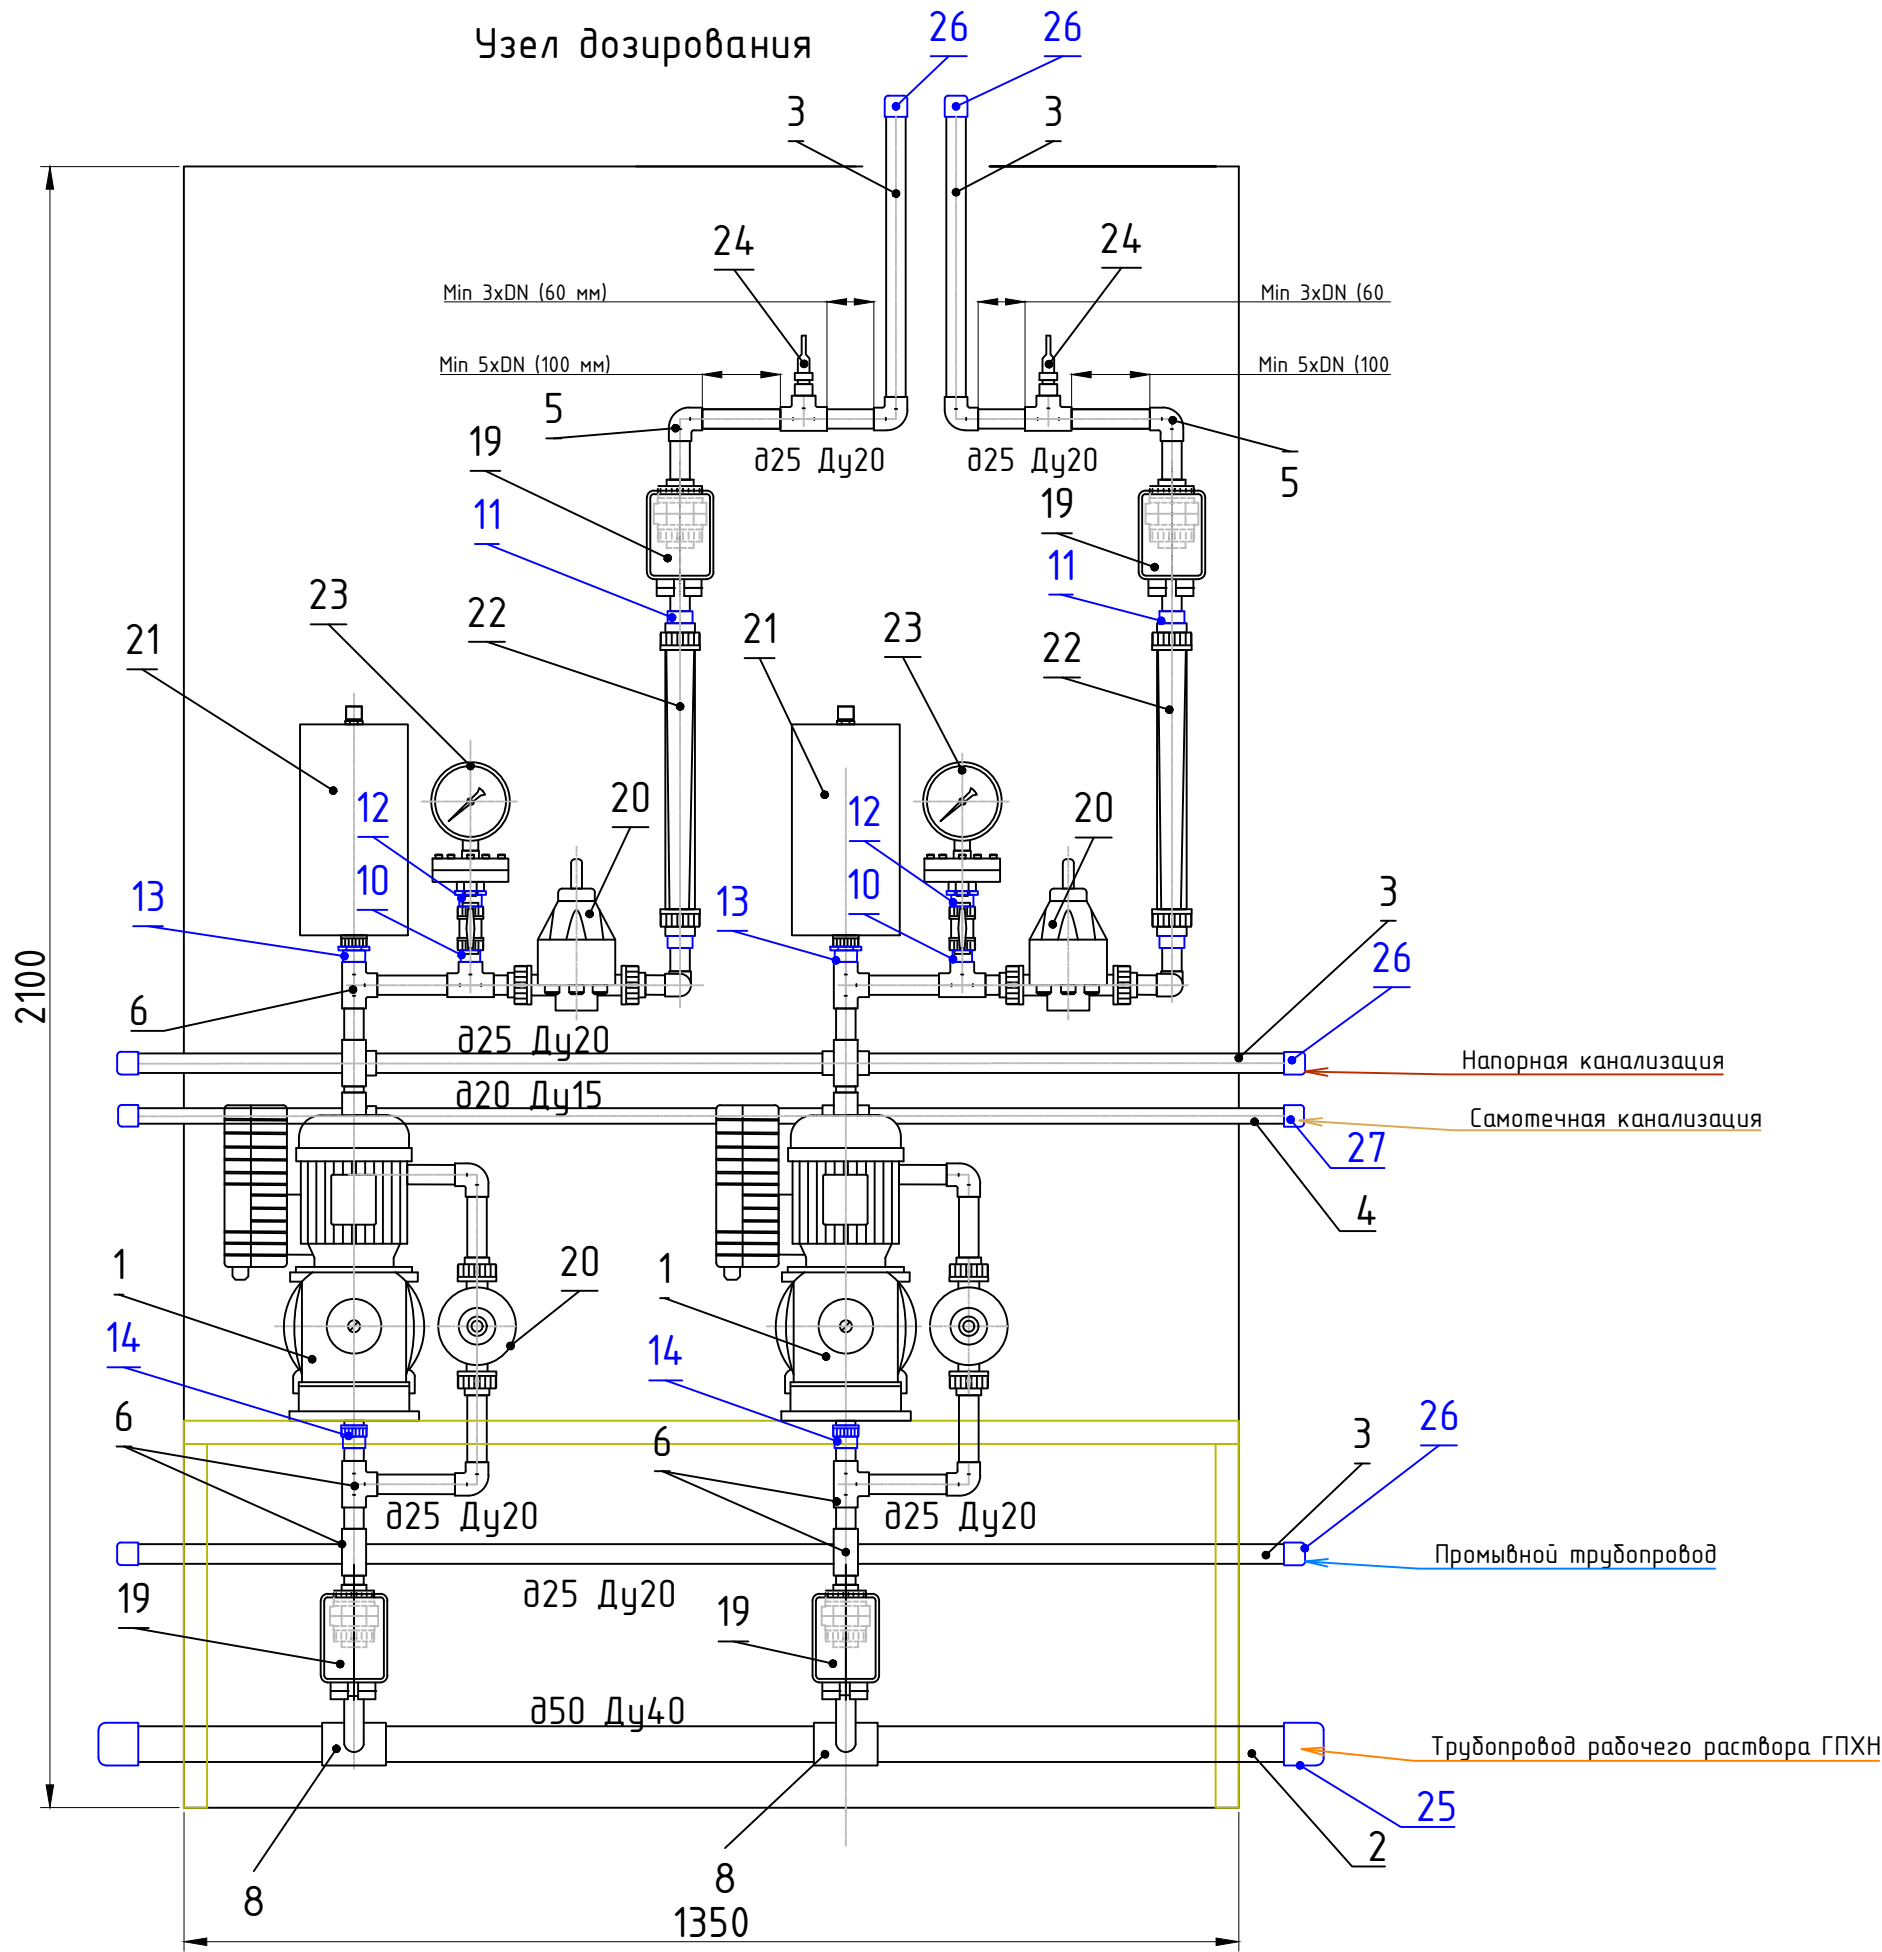 Узел дозирования
26 26
3 3
24 24
Min 3xDN (60 мм) Min 3xDN (60
Min 5xDN (100 мм) Min 5xDN (100
5
19 ∂25 Ду20 ∂25 Ду20
5
11 19
11
23 22
21 21 23 22
12 20 12 20
13 10 13 10 3
26
2100
6
∂25 Ду20
Напорная канализация
∂20 Ду15
Самотечная канализация
27
4
1 20 1
14 14
6 6 3 26
∂25 Ду20 ∂25 Ду20
Промывной трубопровод
∂25 Ду20
19 19
∂50 Ду40
Трубопровод рабочего раствора ГПХН
25
2
8 8
1350